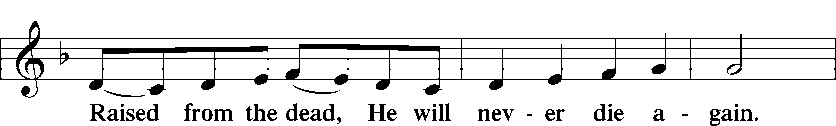 Raised from the dead, He will nev - er die a - gain.